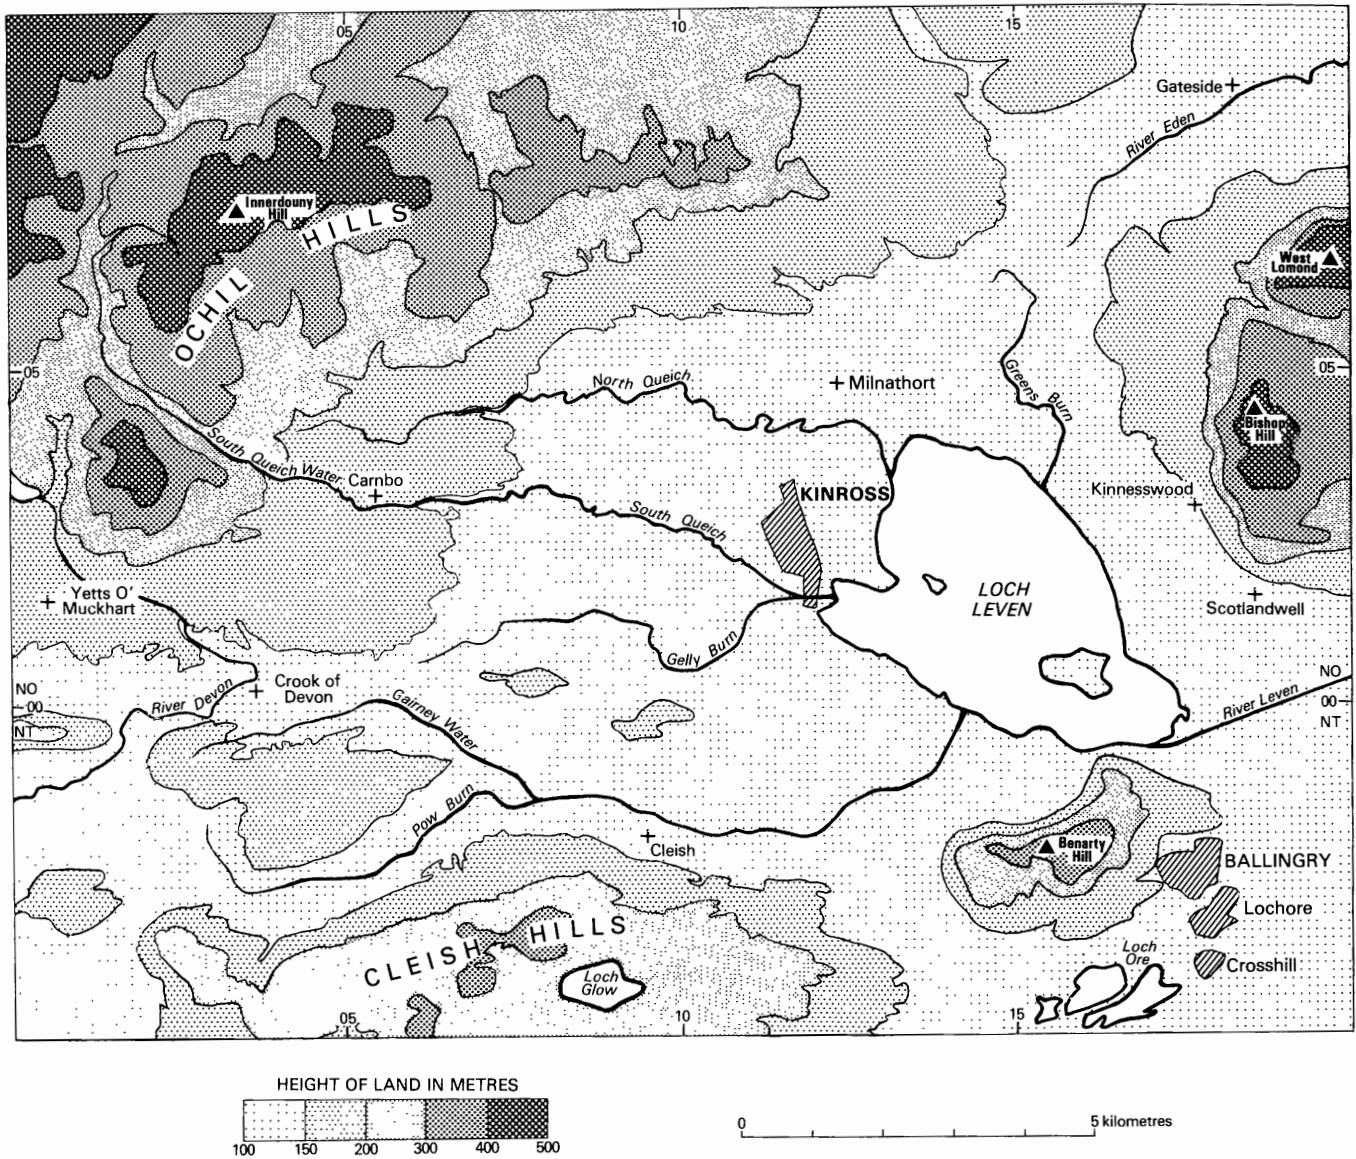 05
10
15
Gateside
River Eden
Innerdouny
Hill
OCHIL HILLS
West
Lomond
05
05
North Queich
Milnathort
Greens Burn
Bishop
Hill
South Queich Water
Carnbo
KINROSS
Kinnesswood
South Queich
Yetts O'
Muckhart
LOCH
LEVEN
Scotlandwell
Gelly Burn
NO
00
NT
River Devon
Crook of
Devon
Gairney Water
River Leven
NO
00
NT
Pow Burn
Cleish
Benarty
Hill
BALLINGRY
Lochore
CLEISH HILLS
Loch
Glow
Loch
Ore
Crosshill
05
10
15
HEIGHT OF LAND IN METRES
100 150 200 300 400 500
0 5 kilometres